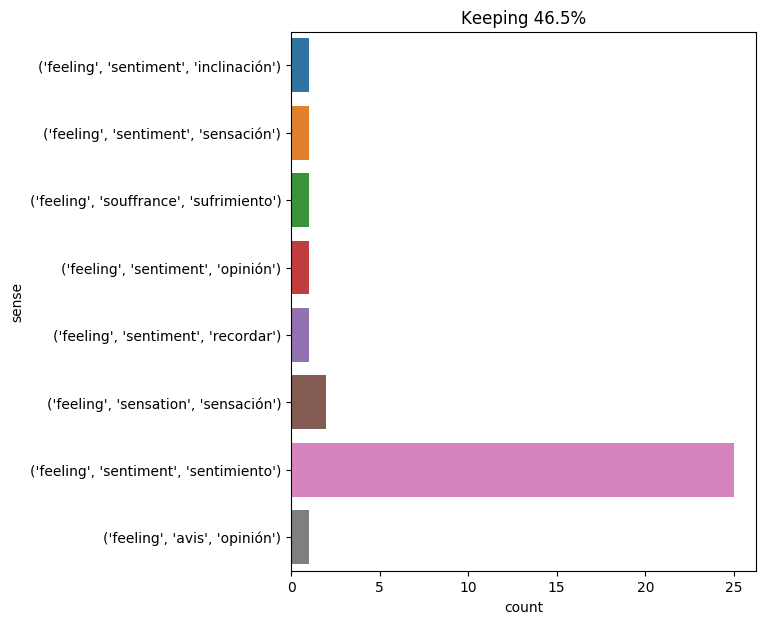 Keeping 46.5%
('feeling', 'sentiment', 'inclinación')
('feeling', 'sentiment', 'sensación')
('feeling', 'souffrance', 'sufrimiento')
('feeling', 'sentiment', 'opinión')
('feeling', 'sentiment', 'recordar')
('feeling', 'sensation', 'sensación')
('feeling', 'sentiment', 'sentimiento')
('feeling', 'avis', 'opinión')
sense
0 5 10 15 20 25
count